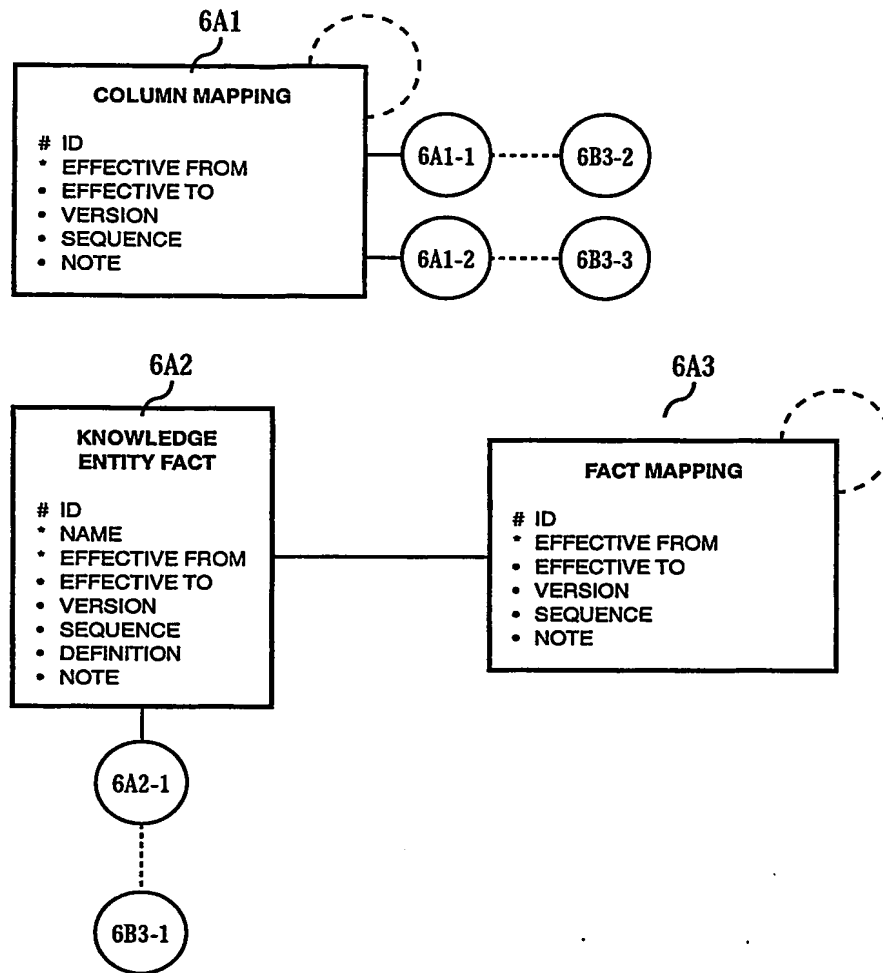 6A1
COLUMN MAPPING
# ID
* EFFECTIVE FROM
• EFFECTIVE TO
• VERSION
• SEQUENCE
• NOTE
6A1-1
6B3-2
6A1-2
6B3-3
6A2
KNOWLEDGE
ENTITY FACT
# ID
* NAME
* EFFECTIVE FROM
• EFFECTIVE TO
• VERSION
• SEQUENCE
• DEFINITION
• NOTE
6A3
FACT MAPPING
# ID
* EFFECTIVE FROM
• EFFECTIVE TO
• VERSION
• SEQUENCE
• NOTE
6A2-1
6B3-1